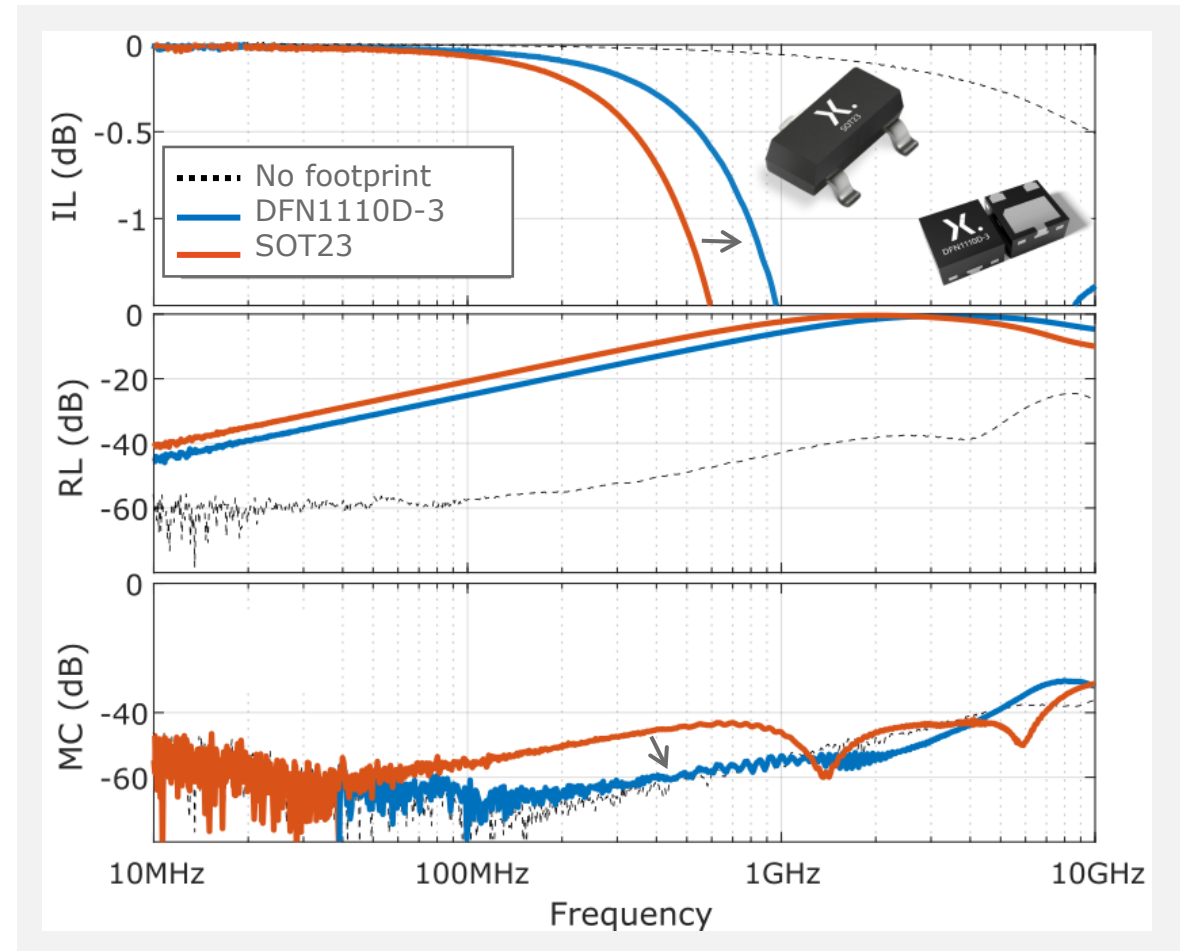 0
-0.5
-1
IL (dB)
No footprint
DFN1110D-3
SOT23
X.
SOT23
X.
DFN1110D-3
0
-20
-40
-60
RL (dB)
0
-40
-60
MC (dB)
10MHz 100MHz 1GHz 10GHz
Frequency